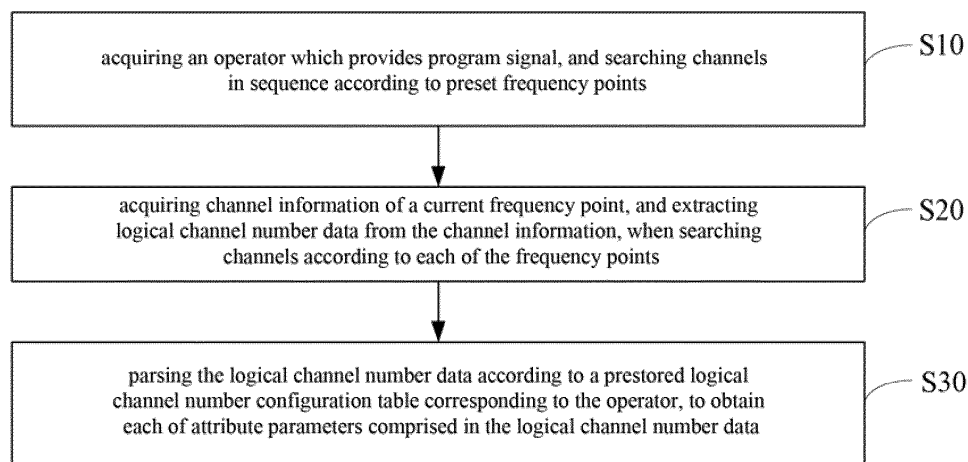 acquiring an operator which provides program signal, and searching channels
in sequence according to preset frequency points
S10
acquiring channel information of a current frequency point, and extracting
logical channel number data from the channel information, when searching
channels according to each of the frequency points
S20
parsing the logical channel number data according to a prestored logical
channel number configuration table corresponding to the operator, to obtain
each of attribute parameters comprised in the logical channel number data
S30